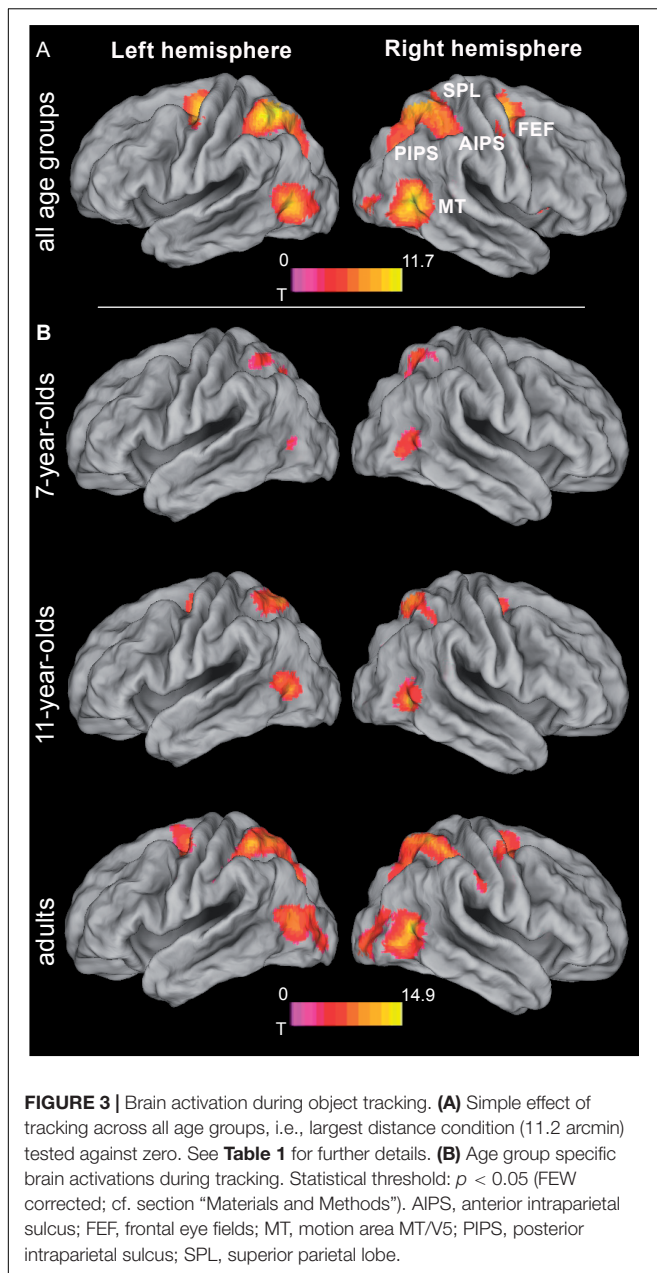 A
Left hemisphere
Right hemisphere
all age groups
SPL
FEF
AIPS
PIPS
MT
0
11.7
T
B
7-year-olds
11-year-olds
adults
0
14.9
T
FIGURE 3 | Brain activation during object tracking. (A) Simple effect of
tracking across all age groups, i.e., largest distance condition (11.2 arcmin)
tested against zero. See Table 1 for further details. (B) Age group specific
brain activations during tracking. Statistical threshold: p < 0.05 (FEW
corrected; cf. section “Materials and Methods”). AIPS, anterior intraparietal
sulcus; FEF, frontal eye fields; MT, motion area MT/V5; PIPS, posterior
intraparietal sulcus; SPL, superior parietal lobe.